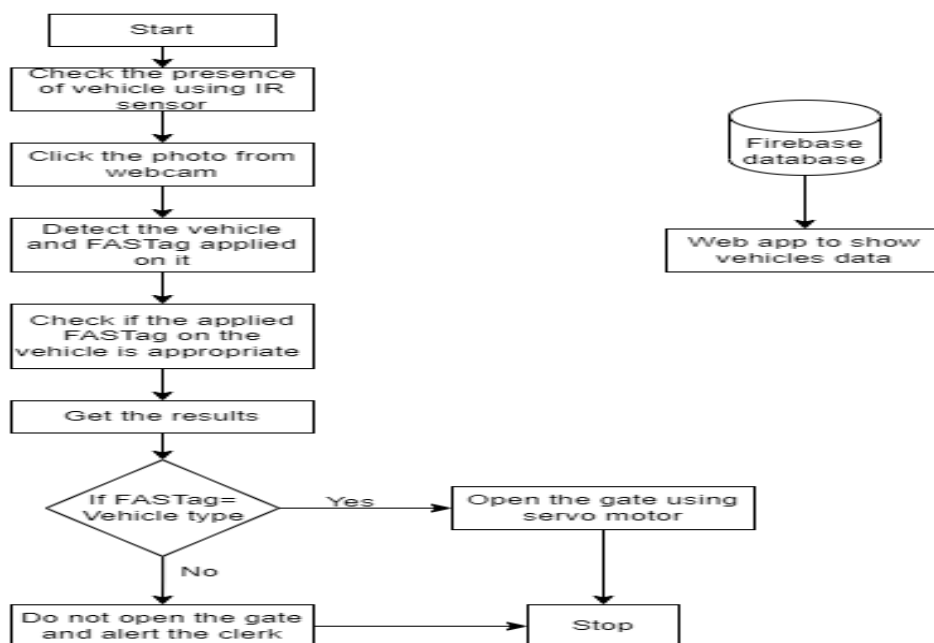 Start
Check the presence
of vehicle using IR
sensor
Click the photo from
webcam
Detect the vehicle
and FASTag applied
on it
Check if the applied
FASTag on the
vehicle is appropriate
Get the results
If FASTag=
Vehicle type
Yes
Open the gate using
servo motor
No
Do not open the gate
and alert the clerk
Stop
Firebase
database
Web app to show
vehicles data